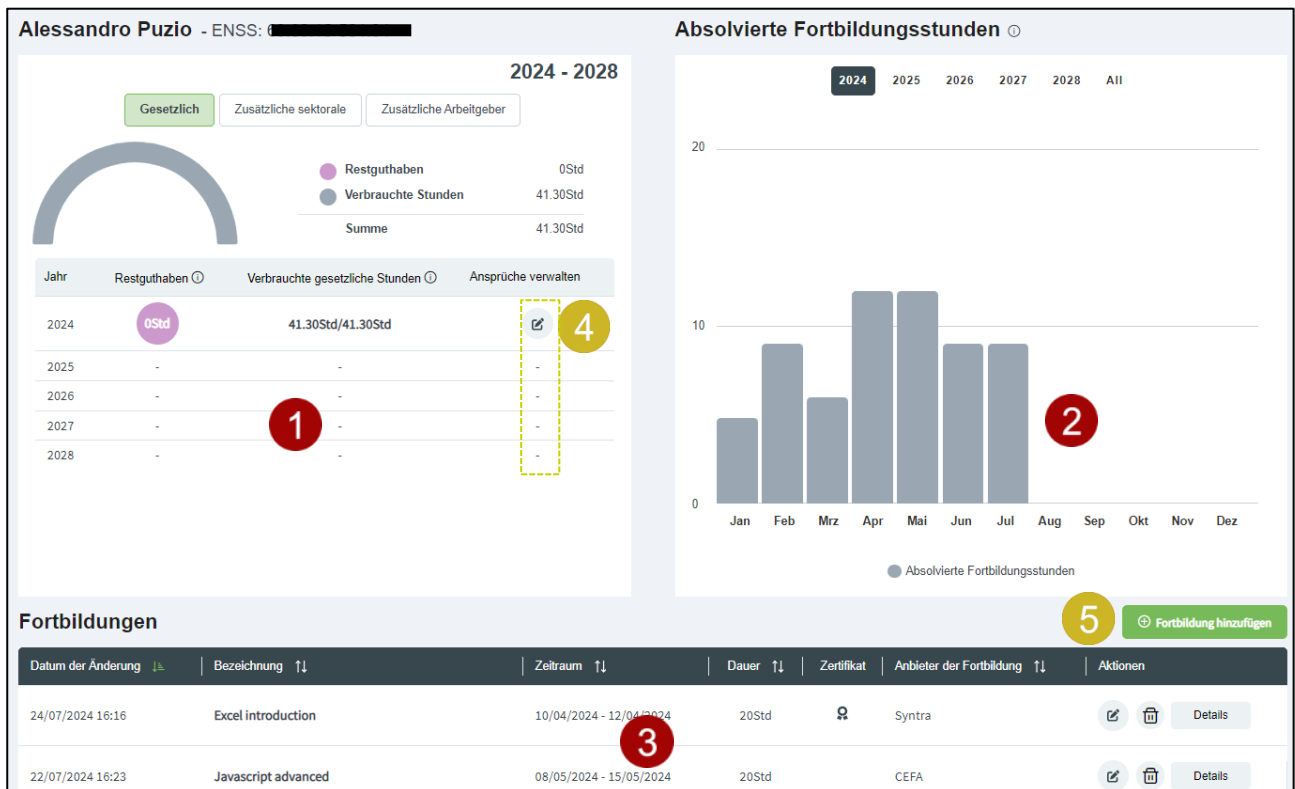 Alessandro Puzio - ENSS: 6
2024 - 2028
Gesetzlich Zusätzliche sektorale Zusätzliche Arbeitgeber
Restguthaben 0Std
Verbrauchte Stunden 41.30Std
Summe 41.30Std
Jahr Restguthaben Verbrauchte gesetzliche Stunden Ansprüche verwalten
2024 0Std 41.30Std/41.30Std 4
2025 - - -
2026 - - -
2027 - - -
1
2028 - - -
Absolvierte Fortbildungsstunden
2024 2025 2026 2027 2028 All
20
10
2
0
Jan Feb Mrz Apr Mai Jun Jul Aug Sep Okt Nov Dez
Absolvierte Fortbildungsstunden
Fortbildungen 5 Fortbildung hinzufügen
Datum der Änderung Bezeichnung Zeitraum Dauer Zertifikat Anbieter der Fortbildung Aktionen
24/07/2024 16:16 Excel introduction 10/04/2024 - 12/04/2024 20Std Syntra Details
3
22/07/2024 16:23 Javascript advanced 08/05/2024 - 15/05/2024 20Std CEFA Details